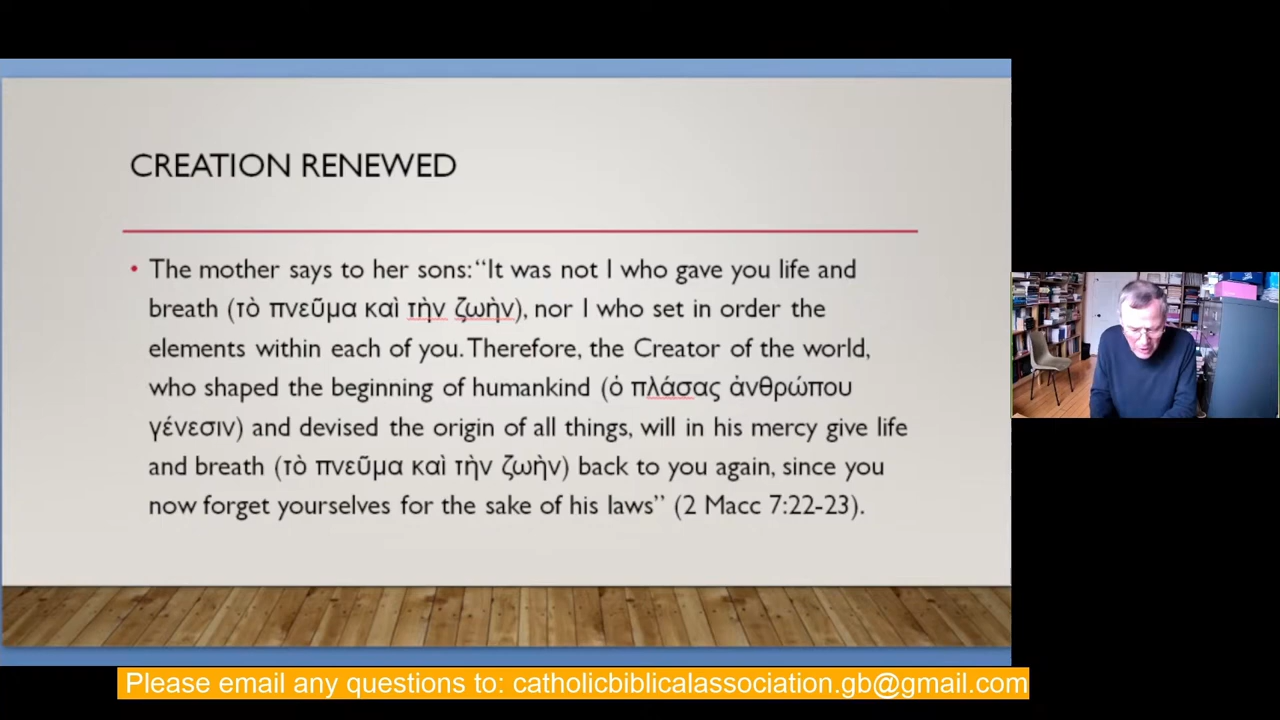 CREATION RENEWED
• The mother says to her sons: “It was not I who gave you life and
breath (τὸ πνεῦμα καὶ τὴν ζωὴν), nor I who set in order the
elements within each of you. Therefore, the Creator of the world,
who shaped the beginning of humankind (ὁ πλάσας ἀνθρώπου
γένεσιν) and devised the origin of all things, will in his mercy give life
and breath (τὸ πνεῦμα καὶ τὴν ζωὴν) back to you again, since you
now forget yourselves for the sake of his laws” (2 Macc 7:22-23).
Please email any questions to: catholicbiblicalassociation.gb@gmail.com